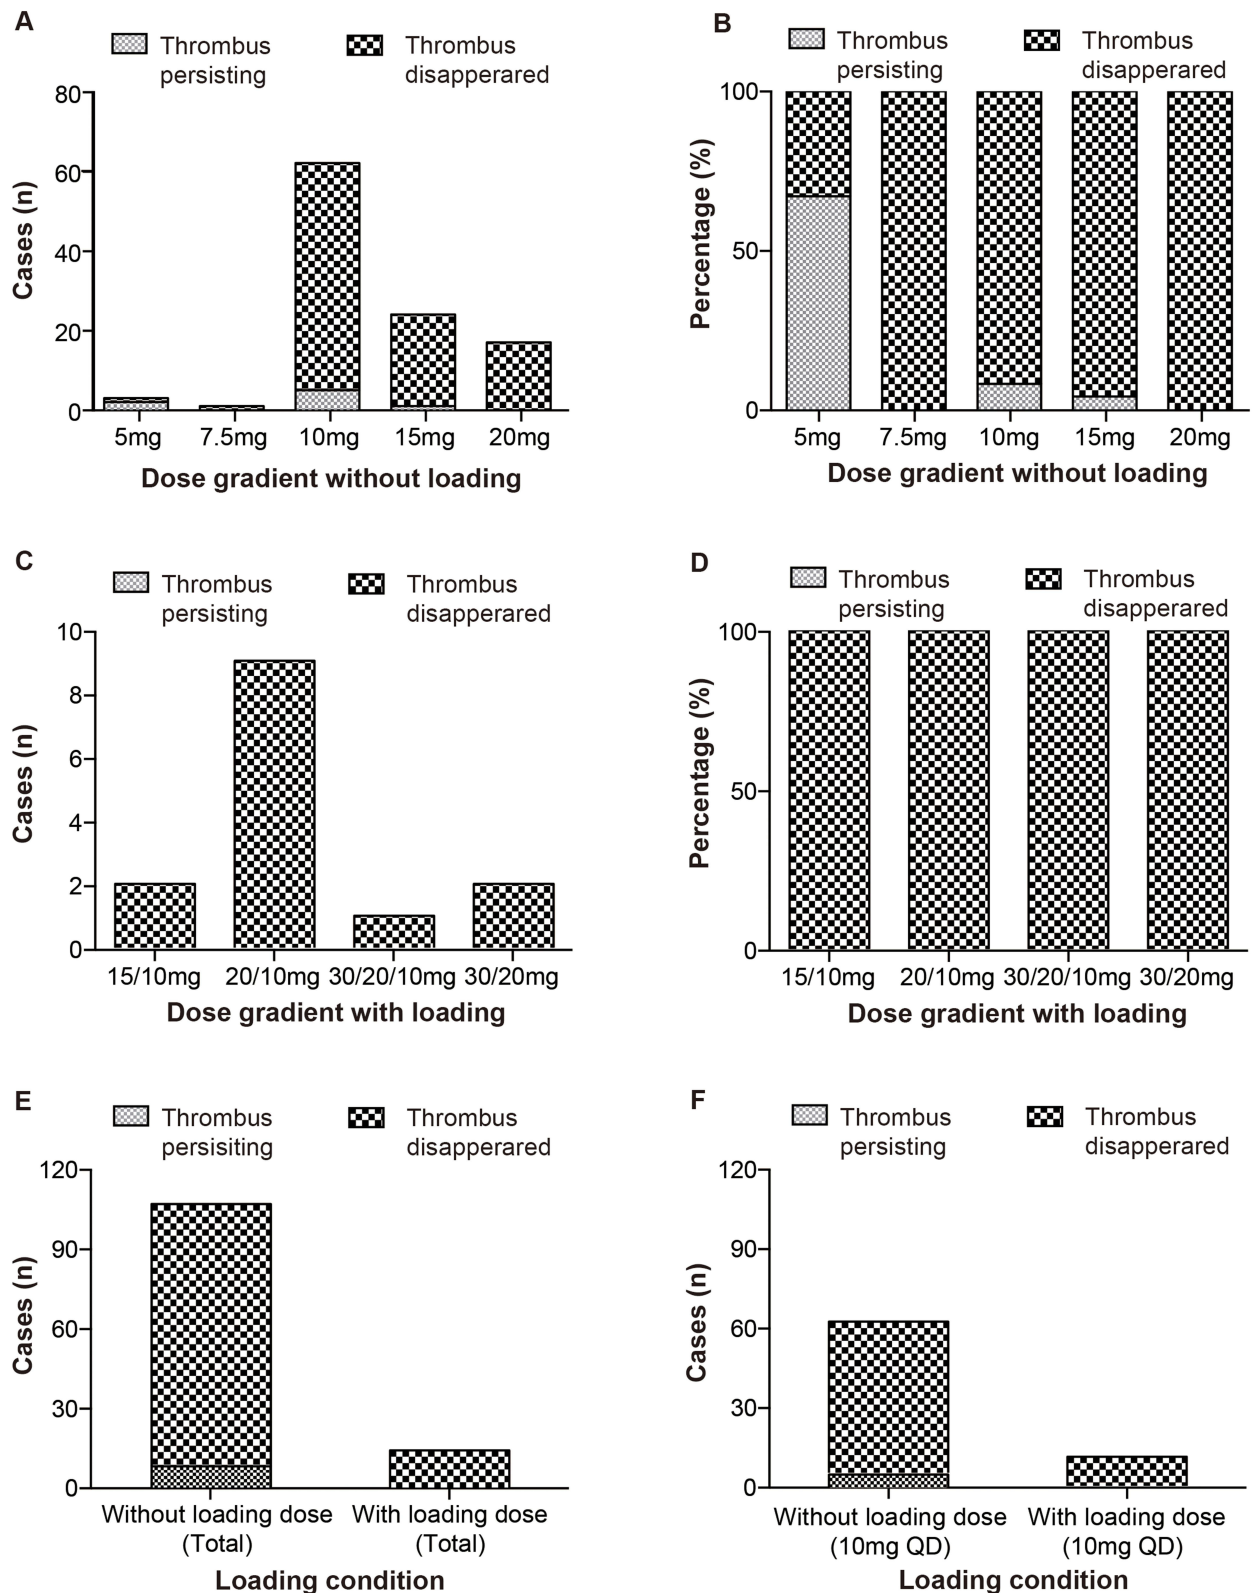 A
Thrombus
persisting
Thrombus
disapperared
80
60
40
20
0
Cases (n)
5mg 7.5mg 10mg 15mg 20mg
Dose gradient without loading
B
Thrombus
persisting
Thrombus
disapperared
100
50
0
Percentage (%)
5mg 7.5mg 10mg 15mg 20mg
Dose gradient without loading
C
Thrombus
persisting
Thrombus
disapperared
10
8
6
4
2
0
Cases (n)
15/10mg 20/10mg 30/20/10mg 30/20mg
Dose gradient with loading
D
Thrombus
persisting
Thrombus
disapperared
100
50
0
Percentage (%)
15/10mg 20/10mg 30/20/10mg 30/20mg
Dose gradient with loading
E
Thrombus
persisiting
Thrombus
disapperared
120
90
60
30
0
Cases (n)
Without loading dose
(Total)
With loading dose
(Total)
Loading condition
F
Thrombus
persisting
Thrombus
disapperared
120
90
60
30
0
Cases (n)
Without loading dose
(10mg QD)
With loading dose
(10mg QD)
Loading condition